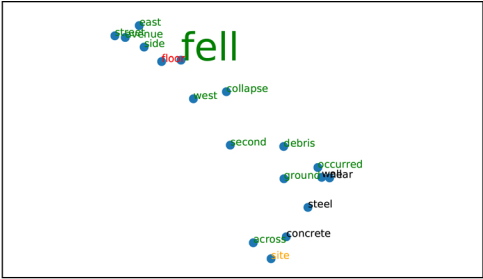 east
street
avenue
side
floor
fell
collapse
west
second
debris
occurred
ground
steel
concrete
across
site